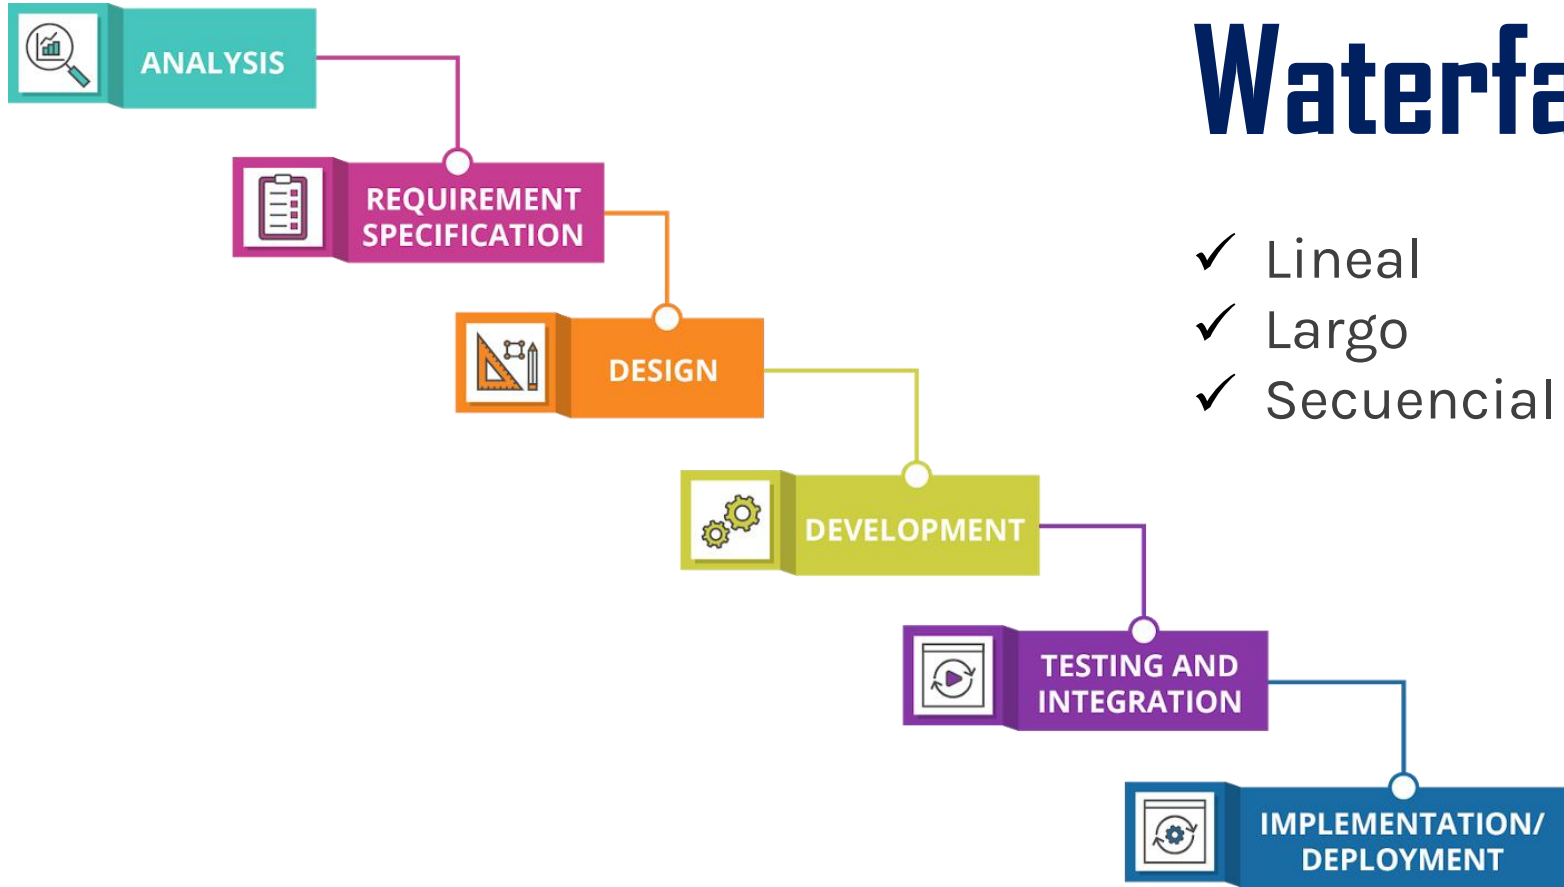 Waterfa
ANALYSIS
REQUIREMENT
SPECIFICATION
DESIGN
DEVELOPMENT
TESTING AND
INTEGRATION
IMPLEMENTATION/
DEPLOYMENT
✓ Lineal
✓ Largo
✓ Secuencial